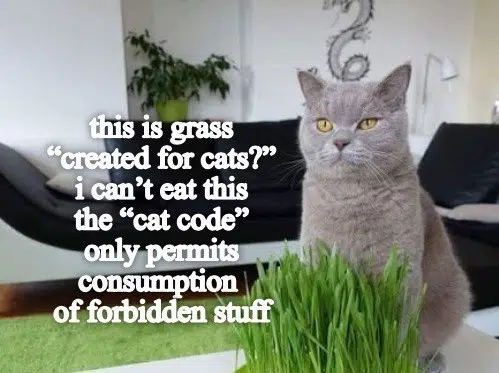 this is grass
“created for cats?”
i can’t eat this
the “cat code”
only permits
consumption
of forbidden stuff